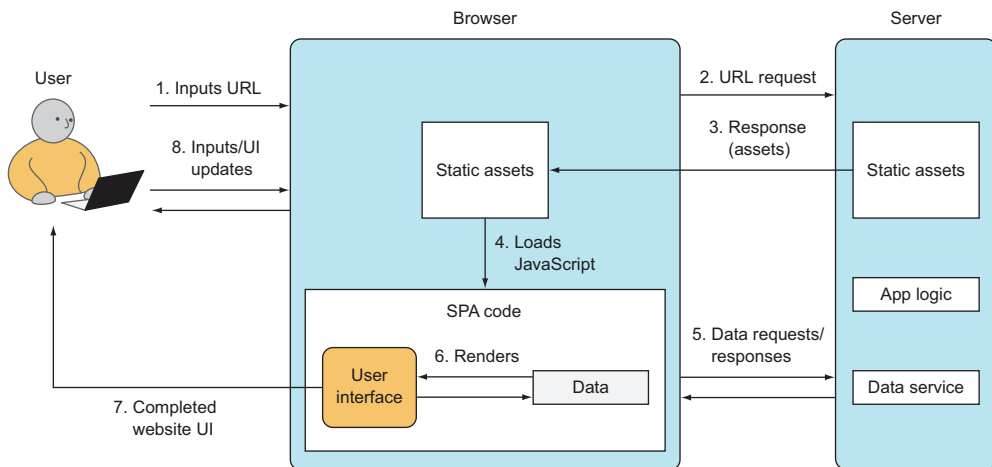 Browser
Server
User
1. Inputs URL
2. URL request
3. Response
(assets)
8. Inputs/UI
updates
Static assets
Static assets
4. Loads
JavaScript
App logic
SPA code
5. Data requests/
responses
6. Renders
User
interface
Data
Data service
7. Completed
website UI